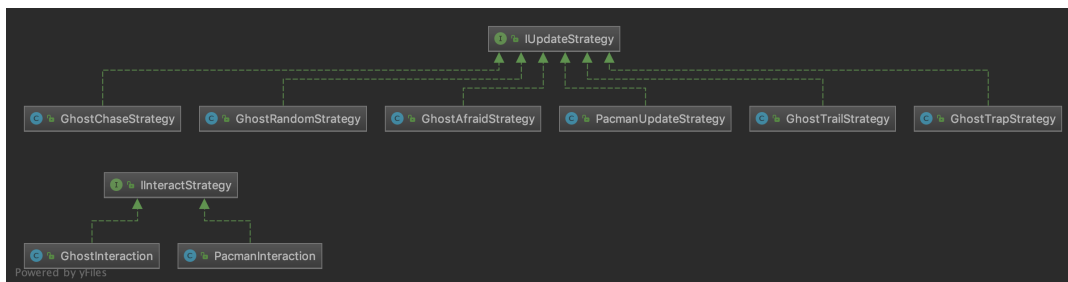 I IUpdateStrategy
C GhostChaseStrategy C GhostRandomStrategy C GhostAfraidStrategy C PacmanUpdateStrategy C GhostTrailStrategy C GhostTrapStrategy
I IInteractStrategy
C GhostInteraction C PacmanInteraction
Powered by yFiles